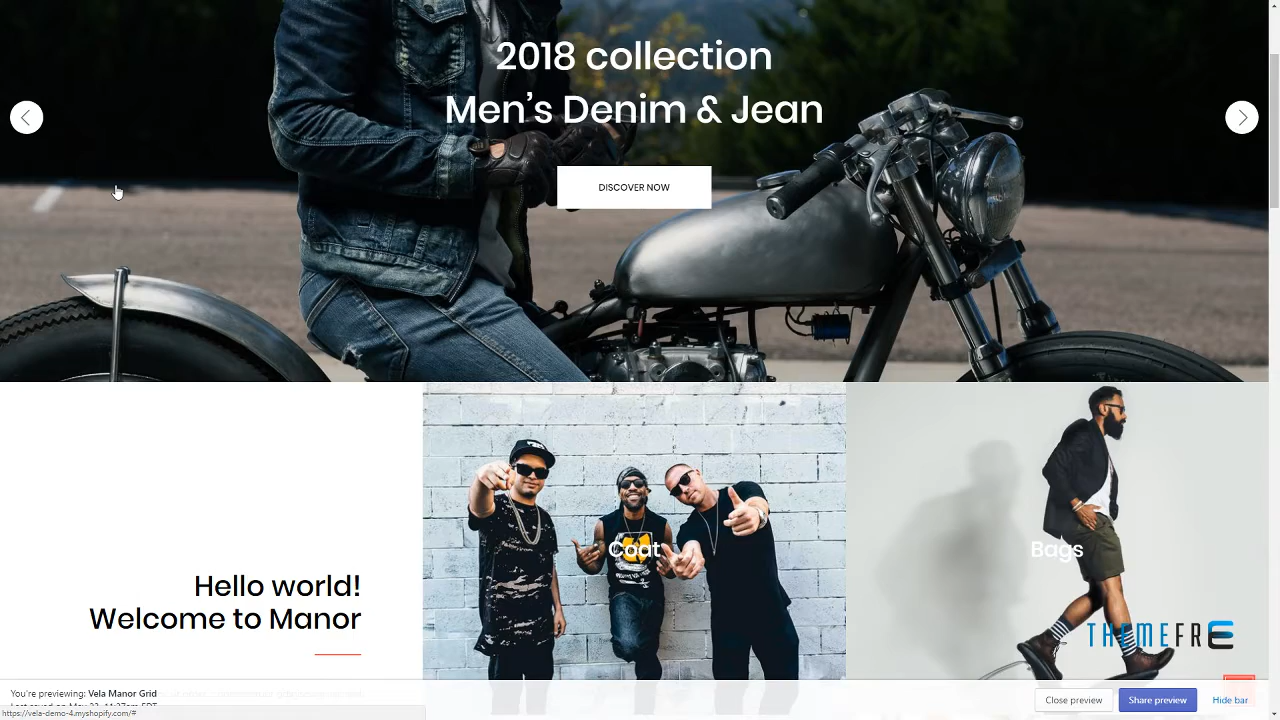 2018 collection
Men's Denim & Jean
DISCOVER NOW
Coat
Bags
Hello world!
Welcome to Manor
THEMEFRE
You're previewing: Vela Manor Grid
Close preview
Share preview
Hide bar
https://vela-demo-4.myshopify.com/#